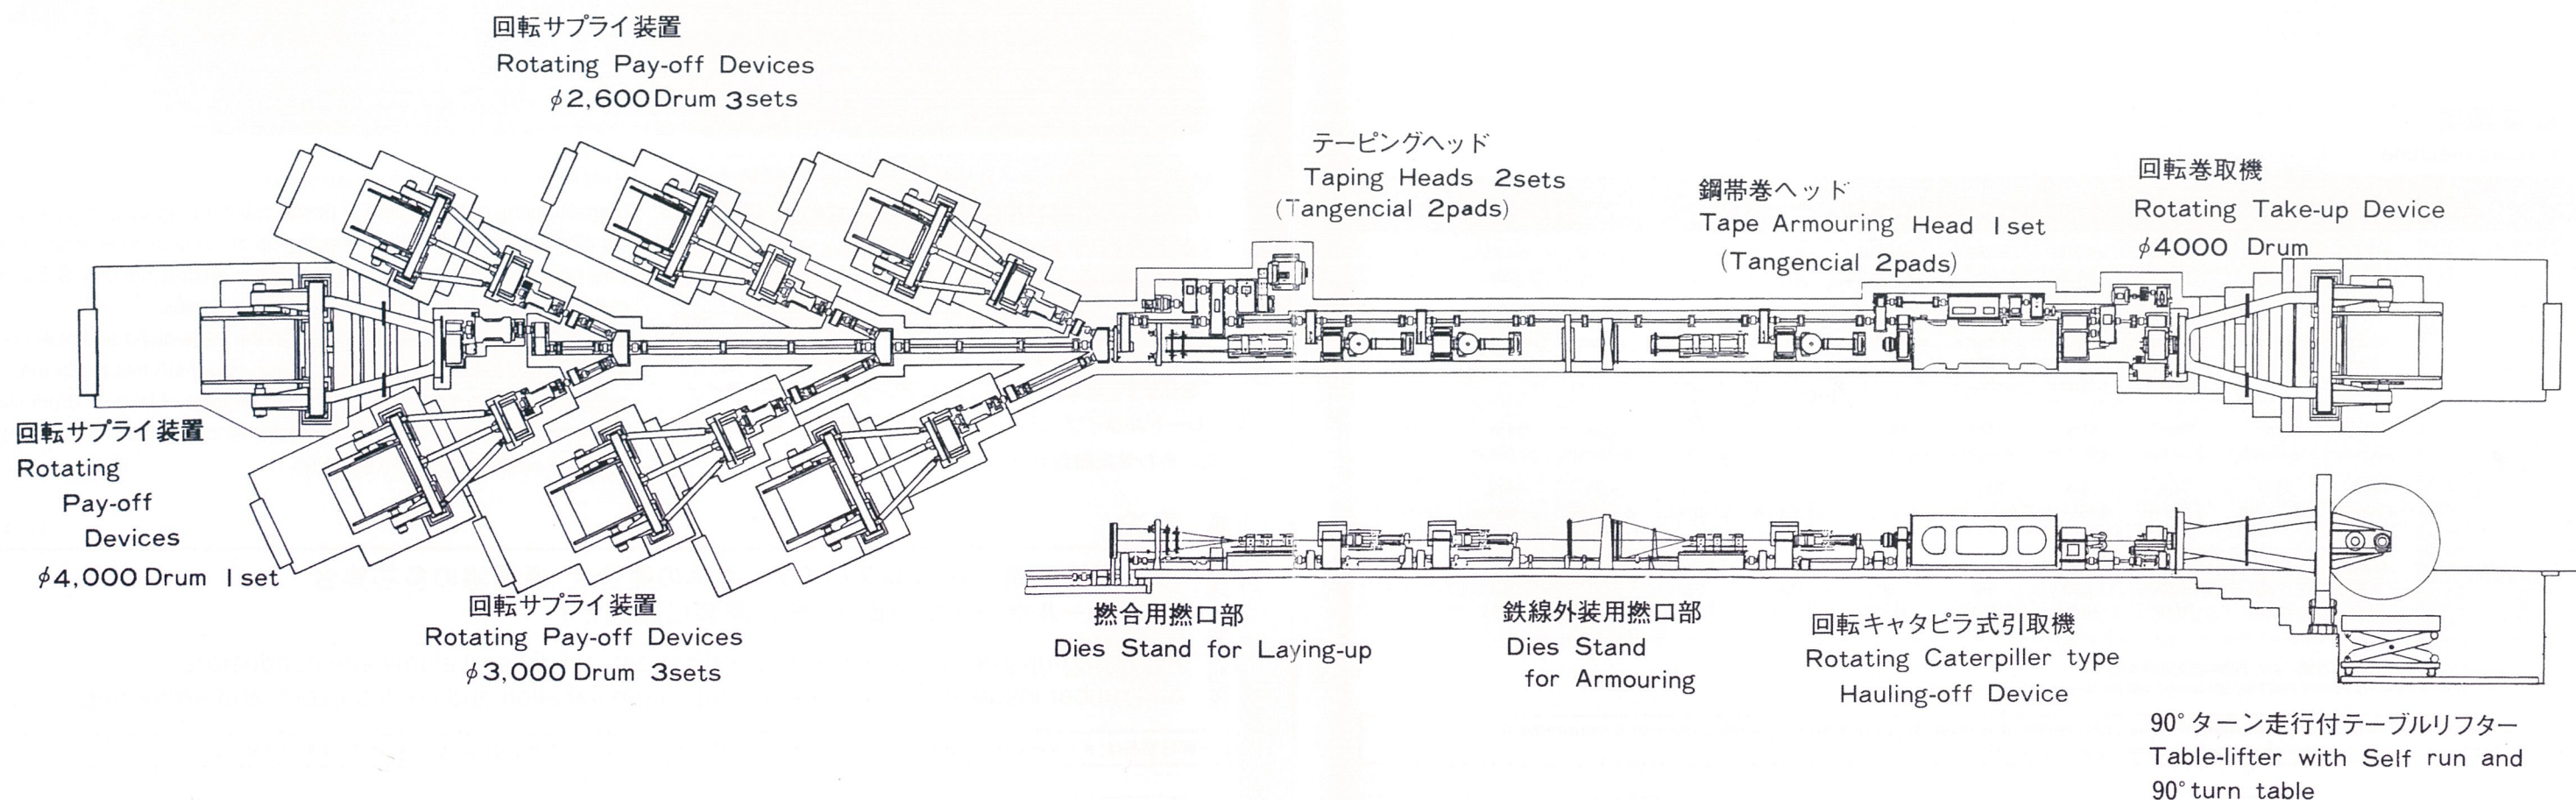 回転サプライ装置
Rotating Pay-off Devices
φ2,600 Drum 3sets
テーピングヘッド
Taping Heads 2sets
(Tangencial 2pads)
鋼帯巻ヘッド
Tape Armouring Head 1set
(Tangencial 2pads)
回転巻取機
Rotating Take-up Device
φ4000 Drum
回転サプライ装置
Rotating
Pay-off
Devices
φ4,000 Drum 1set
回転サプライ装置
Rotating Pay-off Devices
φ3,000 Drum 3sets
撚合用撚口部
Dies Stand for Laying-up
鉄線外装用撚口部
Dies Stand
for Armouring
回転キャタピラ式引取機
Rotating Caterpiller type
Hauling-off Device
90°ターン走行付テーブルリフター
Table-lifter with Self run and
90° turn table